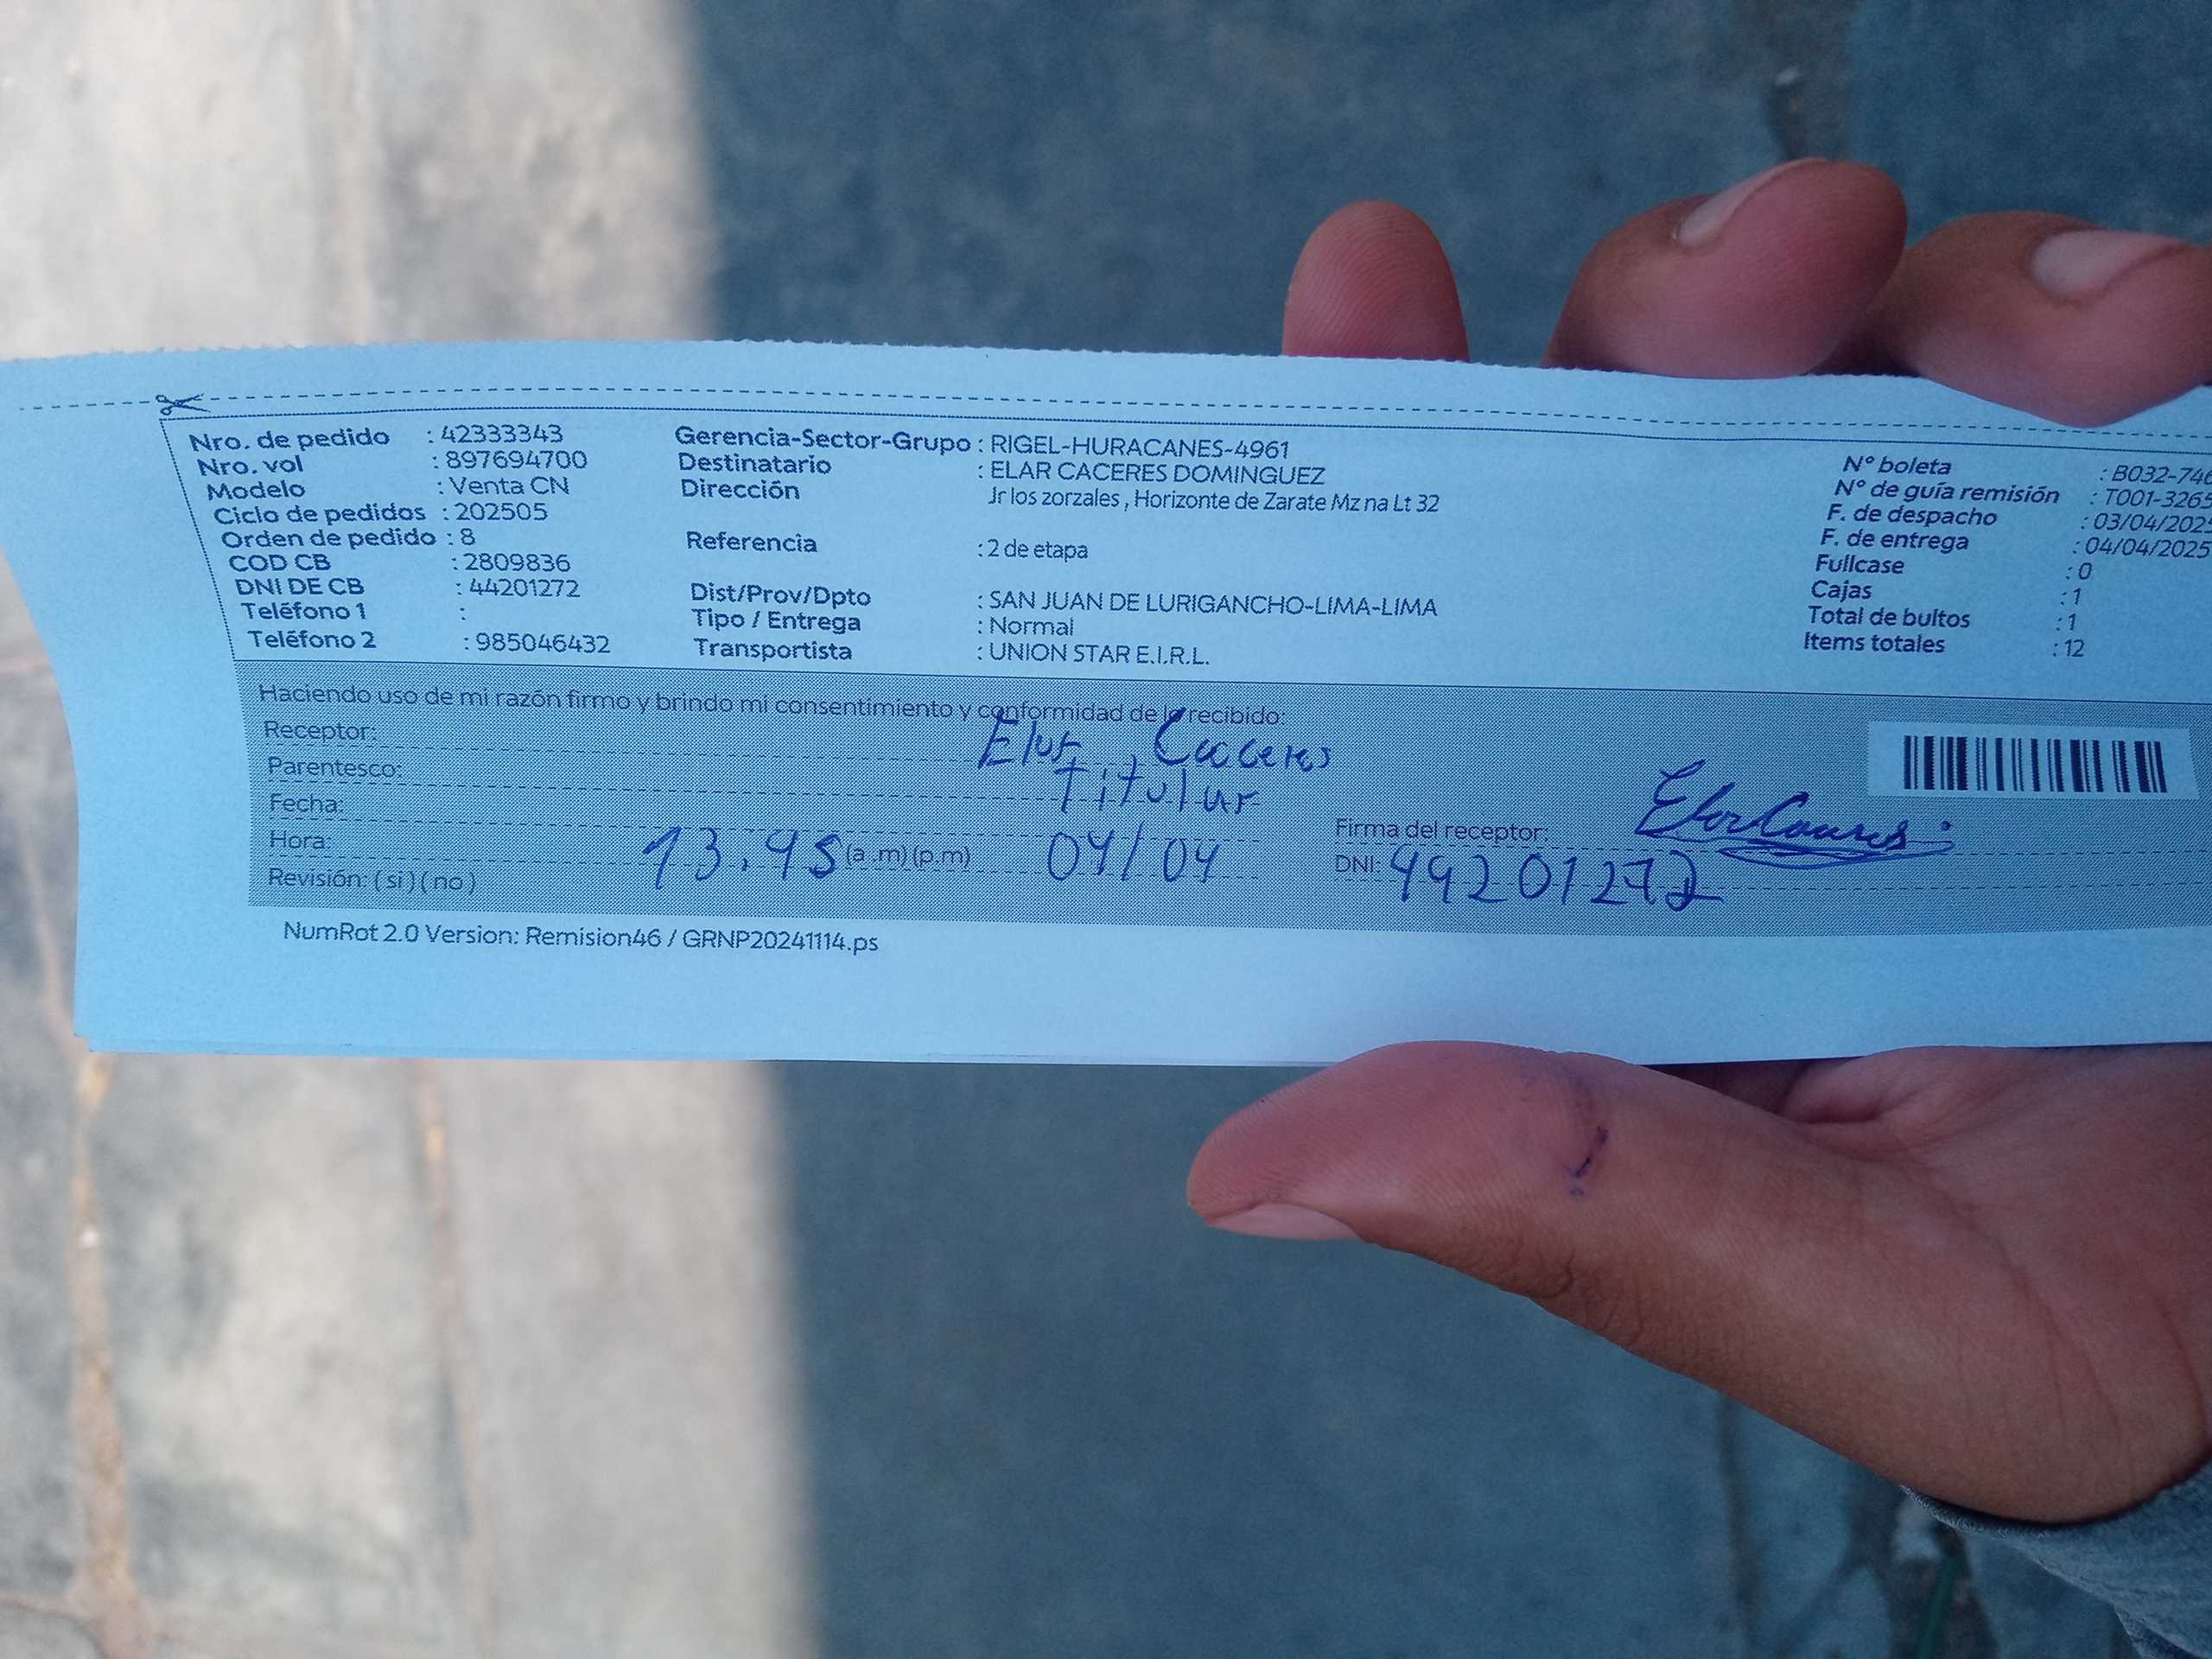 Nro. de pedido : 42333343
Nro. vol : 897694700
Modelo : Venta CN
Ciclo de pedidos : 202505
Orden de pedido : 8
COD CB : 2809836
DNI DE CB : 44201272
Teléfono 1 :
Teléfono 2 : 985046432
Gerencia-Sector-Grupo : RIGEL-HURACANES-4961
Destinatario : ELAR CACERES DOMINGUEZ
Dirección Jr los zorzales , Horizonte de Zarate Mz na Lt 32
Referencia : 2 de etapa
Dist/Prov/Dpto : SAN JUAN DE LURIGANCHO-LIMA-LIMA
Tipo / Entrega : Normal
Transportista : UNION STAR E.I.R.L.
N° boleta : B032-746
N° de guía remisión : T001-3265
F. de despacho : 03/04/2025
F. de entrega : 04/04/2025
Fullcase : 0
Cajas : 1
Total de bultos : 1
Items totales : 12
Haciendo uso de mi razón firmo y brindo mi consentimiento y conformidad de lo recibido:
Receptor: Elar Caceres
Parentesco: Titular
Fecha:
Hora: 13.45 (a .m) (p.m) 04/04
Revisión: ( si ) ( no )
Firma del receptor: Elar Caceres
DNI: 44201272
NumRot 2.0 Version: Remision46 / GRNP20241114.ps